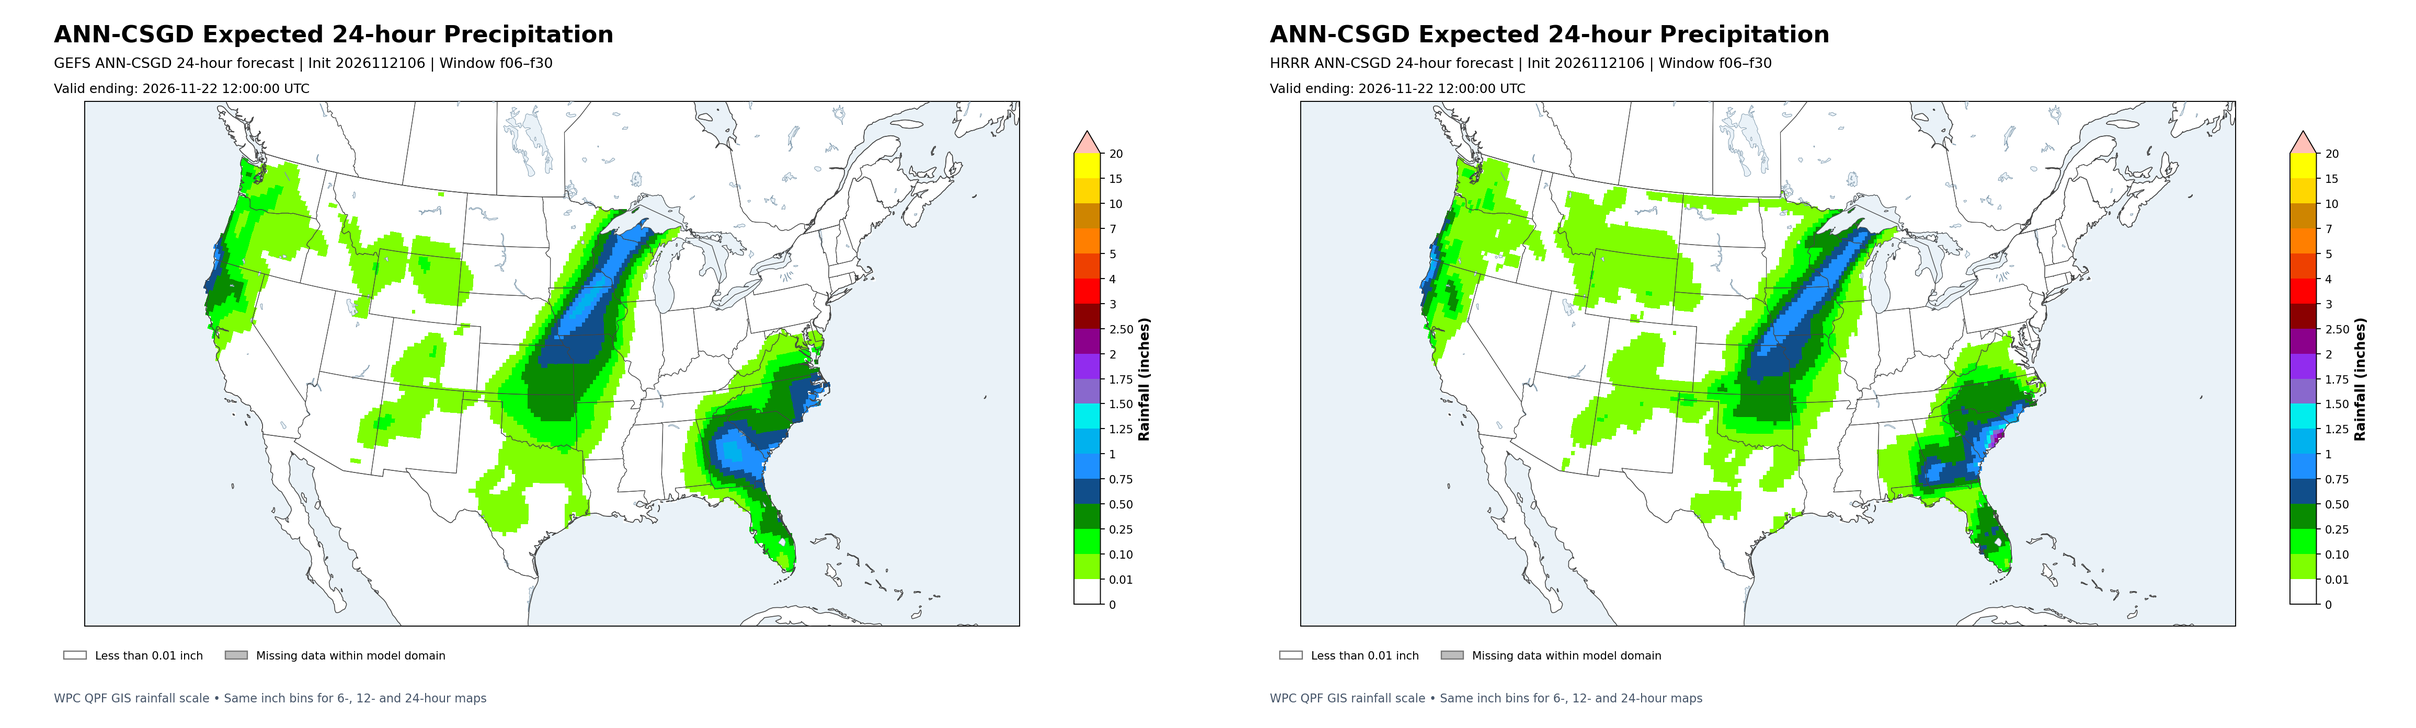 ANN-CSGD Expected 24-hour Precipitation
GEFS ANN-CSGD 24-hour forecast | Init 2026112106 | Window f06–f30
Valid ending: 2026-11-22 12:00:00 UTC
20
15
10
7
5
4
3
2.50
2
1.75
1.50
1.25
1
0.75
0.50
0.25
0.10
0.01
0
Rainfall (inches)
Less than 0.01 inch
Missing data within model domain
WPC QPF GIS rainfall scale • Same inch bins for 6-, 12- and 24-hour maps
ANN-CSGD Expected 24-hour Precipitation
HRRR ANN-CSGD 24-hour forecast | Init 2026112106 | Window f06–f30
Valid ending: 2026-11-22 12:00:00 UTC
20
15
10
7
5
4
3
2.50
2
1.75
1.50
1.25
1
0.75
0.50
0.25
0.10
0.01
0
Rainfall (inches)
Less than 0.01 inch
Missing data within model domain
WPC QPF GIS rainfall scale • Same inch bins for 6-, 12- and 24-hour maps